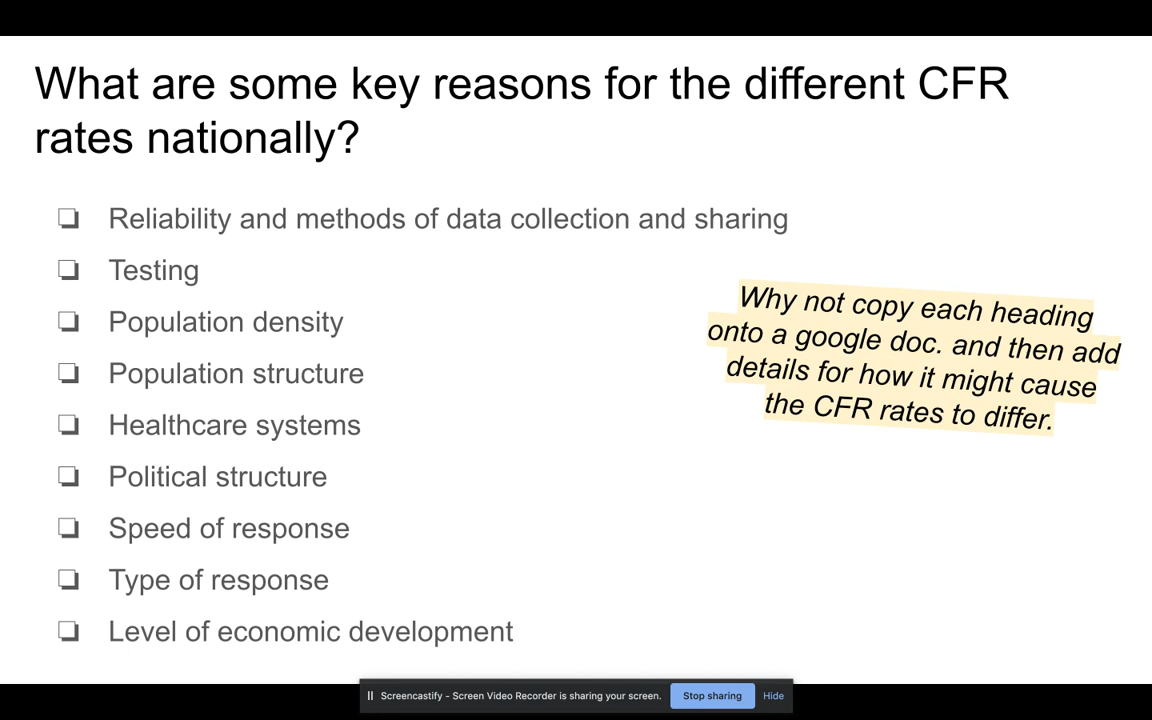 What are some key reasons for the different CFR
rates nationally?
Reliability and methods of data collection and sharing
Testing
Population density
Population structure
Healthcare systems
Political structure
Speed of response
Type of response
Level of economic development
Why not copy each heading
onto a google doc. and then add
details for how it might cause
the CFR rates to differ.
Screencastify - Screen Video Recorder is sharing your screen. Stop sharing Hide